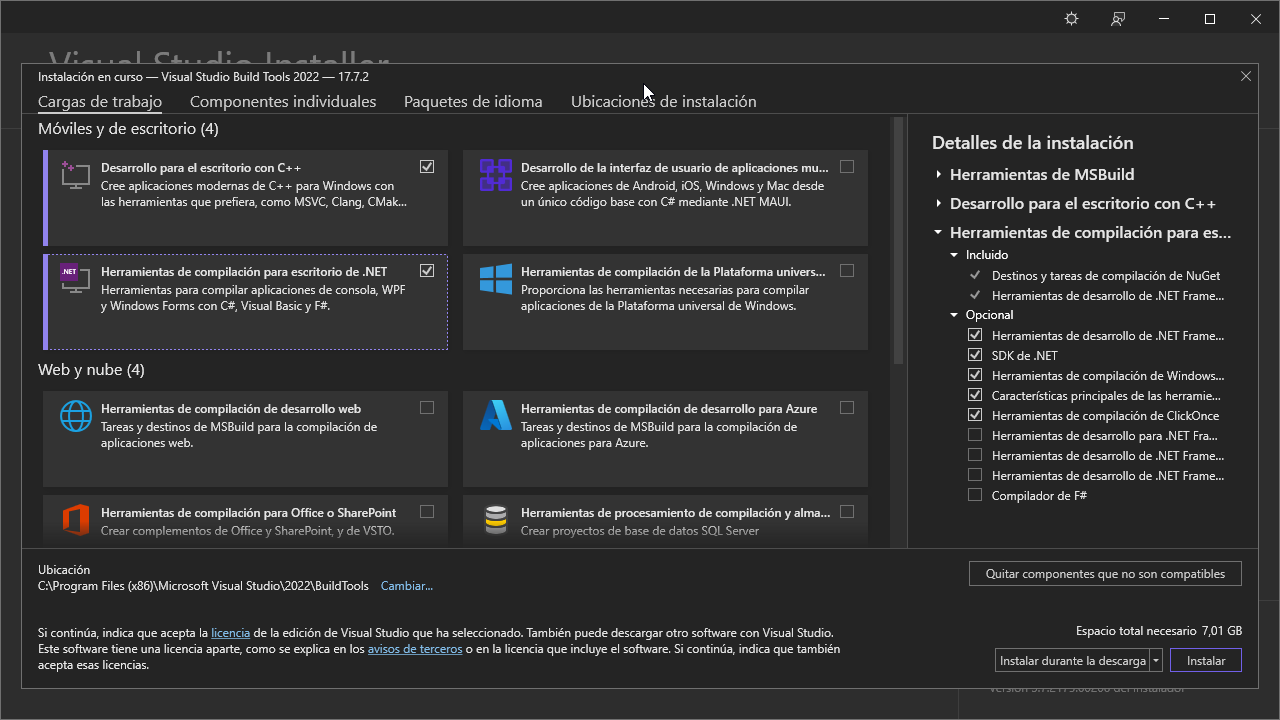 Visual Studio Installer
Instalación en curso — Visual Studio Build Tools 2022 — 17.7.2
Cargas de trabajo
Componentes individuales
Paquetes de idioma
Ubicaciones de instalación
Móviles y de escritorio (4)
Desarrollo para el escritorio con C++
Cree aplicaciones modernas de C++ para Windows con
las herramientas que prefiera, como MSVC, Clang, CMak...
Desarrollo de la interfaz de usuario de aplicaciones mu...
Cree aplicaciones de Android, iOS, Windows y Mac desde
un único código base con C# mediante .NET MAUI.
.NET
Herramientas de compilación para escritorio de .NET
Herramientas para compilar aplicaciones de consola, WPF
y Windows Forms con C#, Visual Basic y F#.
Herramientas de compilación de la Plataforma univers...
Proporciona las herramientas necesarias para compilar
aplicaciones de la Plataforma universal de Windows.
Web y nube (4)
Herramientas de compilación de desarrollo web
Tareas y destinos de MSBuild para la compilación de
aplicaciones web.
Herramientas de compilación de desarrollo para Azure
Tareas y destinos de MSBuild para la compilación de
aplicaciones para Azure.
Herramientas de compilación para Office o SharePoint
Crear complementos de Office y SharePoint, y de VSTO.
Herramientas de procesamiento de compilación y alma...
Crear proyectos de base de datos SQL Server
Detalles de la instalación
Herramientas de MSBuild
Desarrollo para el escritorio con C++
Herramientas de compilación para es...
Incluido
Destinos y tareas de compilación de NuGet
Herramientas de desarrollo de .NET Frame...
Opcional
Herramientas de desarrollo de .NET Frame...
SDK de .NET
Herramientas de compilación de Windows...
Características principales de las herramie...
Herramientas de compilación de ClickOnce
Herramientas de desarrollo para .NET Fra...
Herramientas de desarrollo de .NET Frame...
Herramientas de desarrollo de .NET Frame...
Compilador de F#
Ubicación
C:\Program Files (x86)\Microsoft Visual Studio\2022\BuildTools Cambiar...
Quitar componentes que no son compatibles
Si continúa, indica que acepta la licencia de la edición de Visual Studio que ha seleccionado. También puede descargar otro software con Visual Studio.
Este software tiene una licencia aparte, como se explica en los avisos de terceros o en la licencia que incluye el software. Si continúa, indica que también
acepta esas licencias.
Espacio total necesario 7,01 GB
Instalar durante la descarga
Instalar
del instalador